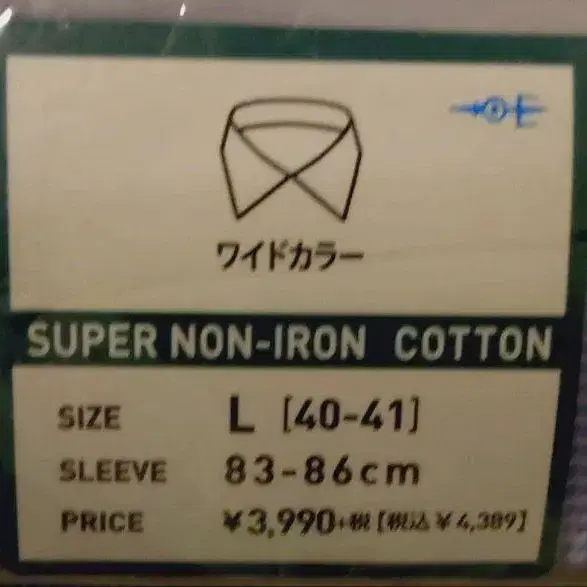 ワイドカラー
SUPER NON-IRON COTTON
SIZE L [40-41]
SLEEVE 83-86cm
PRICE ¥3,990+税 [税込¥4,389]